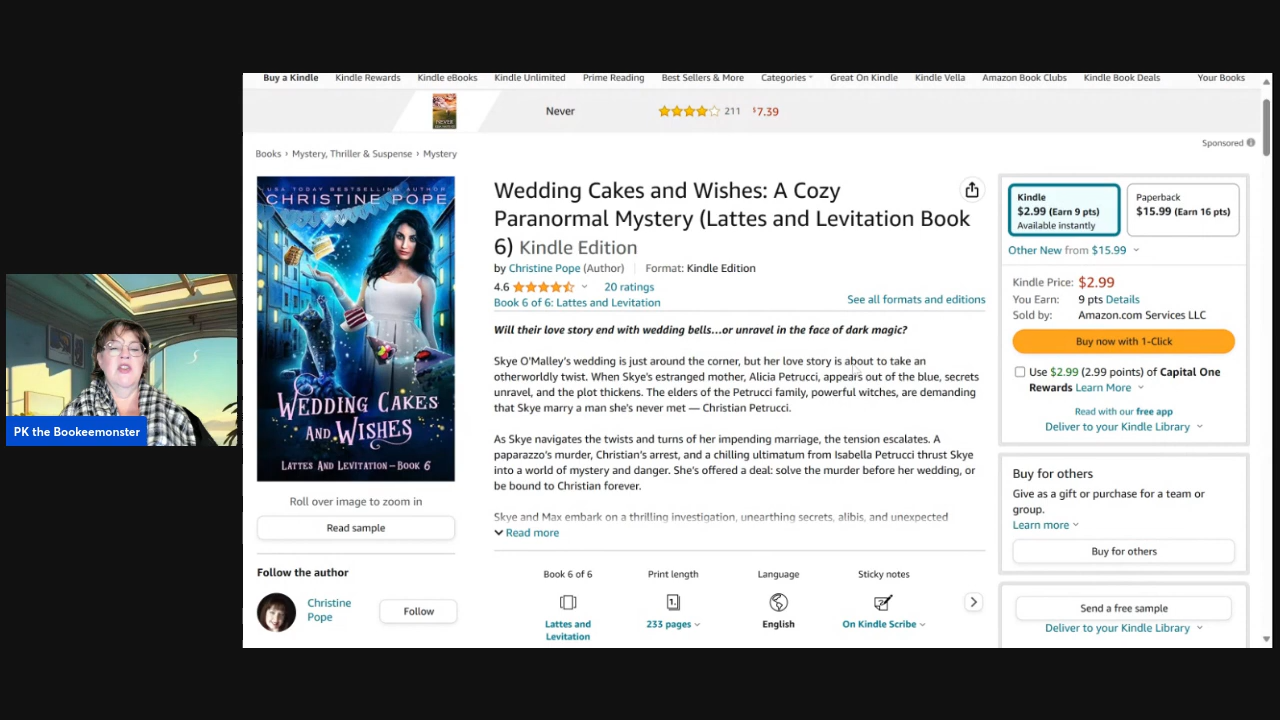 Buy a Kindle Kindle Rewards Kindle eBooks Kindle Unlimited Prime Reading Best Sellers & More Categories Great On Kindle Kindle Vella Amazon Book Clubs Kindle Book Deals Your Books
NEVER
Never 211 $7.39
Sponsored
Books › Mystery, Thriller & Suspense › Mystery
USA TODAY BESTSELLING AUTHOR
CHRISTINE POPE
WEDDING CAKES
AND WISHES
LATTES AND LEVITATION—BOOK 6
Roll over image to zoom in
Read sample
Follow the author
Christine
Pope
Follow
Wedding Cakes and Wishes: A Cozy
Paranormal Mystery (Lattes and Levitation Book
6) Kindle Edition
by Christine Pope (Author) Format: Kindle Edition
4.6 20 ratings
Book 6 of 6: Lattes and Levitation
See all formats and editions
Will their love story end with wedding bells…or unravel in the face of dark magic?
Skye O'Malley's wedding is just around the corner, but her love story is about to take an
otherworldly twist. When Skye's estranged mother, Alicia Petrucci, appears out of the blue, secrets
unravel, and the plot thickens. The elders of the Petrucci family, powerful witches, are demanding
that Skye marry a man she's never met — Christian Petrucci.
As Skye navigates the twists and turns of her impending marriage, the tension escalates. A
paparazzo's murder, Christian's arrest, and a chilling ultimatum from Isabella Petrucci thrust Skye
into a world of mystery and danger. She's offered a deal: solve the murder before her wedding, or
be bound to Christian forever.
Skye and Max embark on a thrilling investigation, unearthing secrets, alibis, and unexpected
Read more
Book 6 of 6
Lattes and
Levitation
Print length
233 pages
Language
English
Sticky notes
On Kindle Scribe
Kindle
$2.99 (Earn 9 pts)
Available instantly
Paperback
$15.99 (Earn 16 pts)
Other New from $15.99
Kindle Price: $2.99
You Earn: 9 pts Details
Sold by: Amazon.com Services LLC
Buy now with 1-Click
Use $2.99 (2.99 points) of Capital One
Rewards Learn More
Read with our free app
Deliver to your Kindle Library
Buy for others
Give as a gift or purchase for a team or
group.
Learn more
Buy for others
Send a free sample
Deliver to your Kindle Library
PK the Bookeemonster